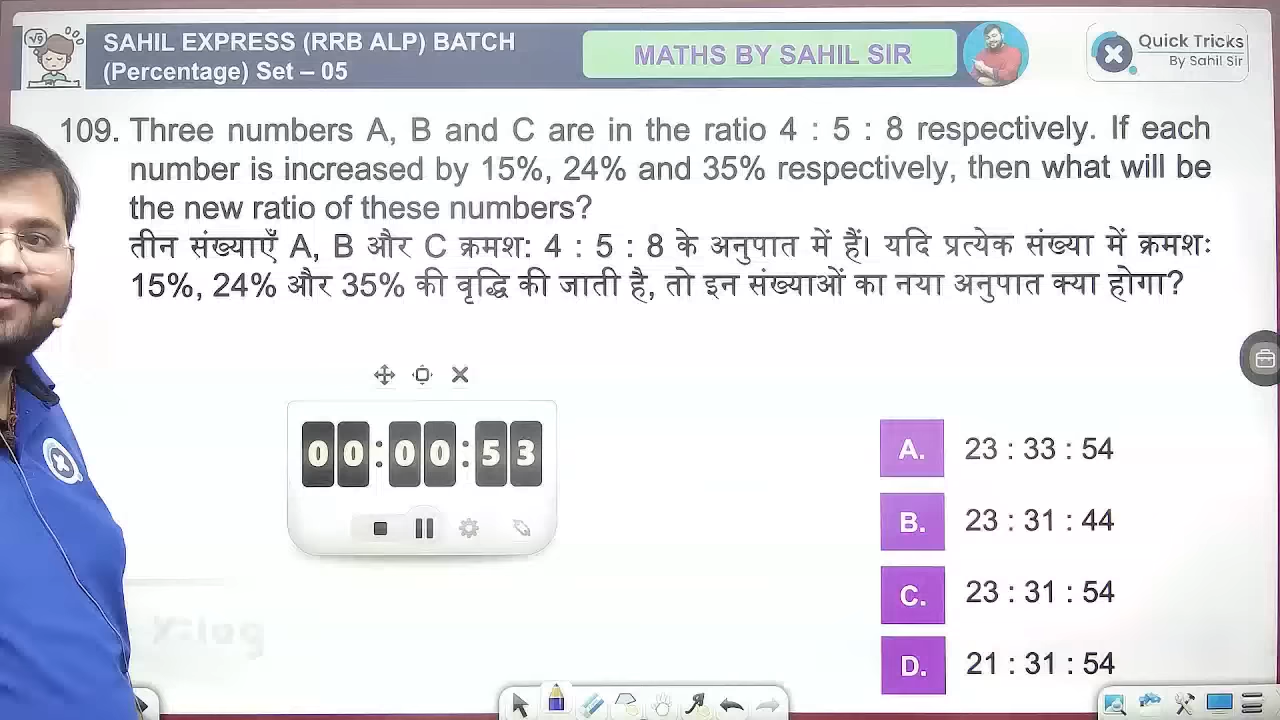 SAHIL EXPRESS (RRB ALP) BATCH
(Percentage) Set – 05
MATHS BY SAHIL SIR
Quick Tricks
By Sahil Sir
109. Three numbers A, B and C are in the ratio 4 : 5 : 8 respectively. If each
number is increased by 15%, 24% and 35% respectively, then what will be
the new ratio of these numbers?
तीन संख्याएँ A, B और C क्रमश: 4 : 5 : 8 के अनुपात में हैं। यदि प्रत्येक संख्या में क्रमशः
15%, 24% और 35% की वृद्धि की जाती है, तो इन संख्याओं का नया अनुपात क्या होगा?
00:00:53
A. 23 : 33 : 54
B. 23 : 31 : 44
C. 23 : 31 : 54
D. 21 : 31 : 54